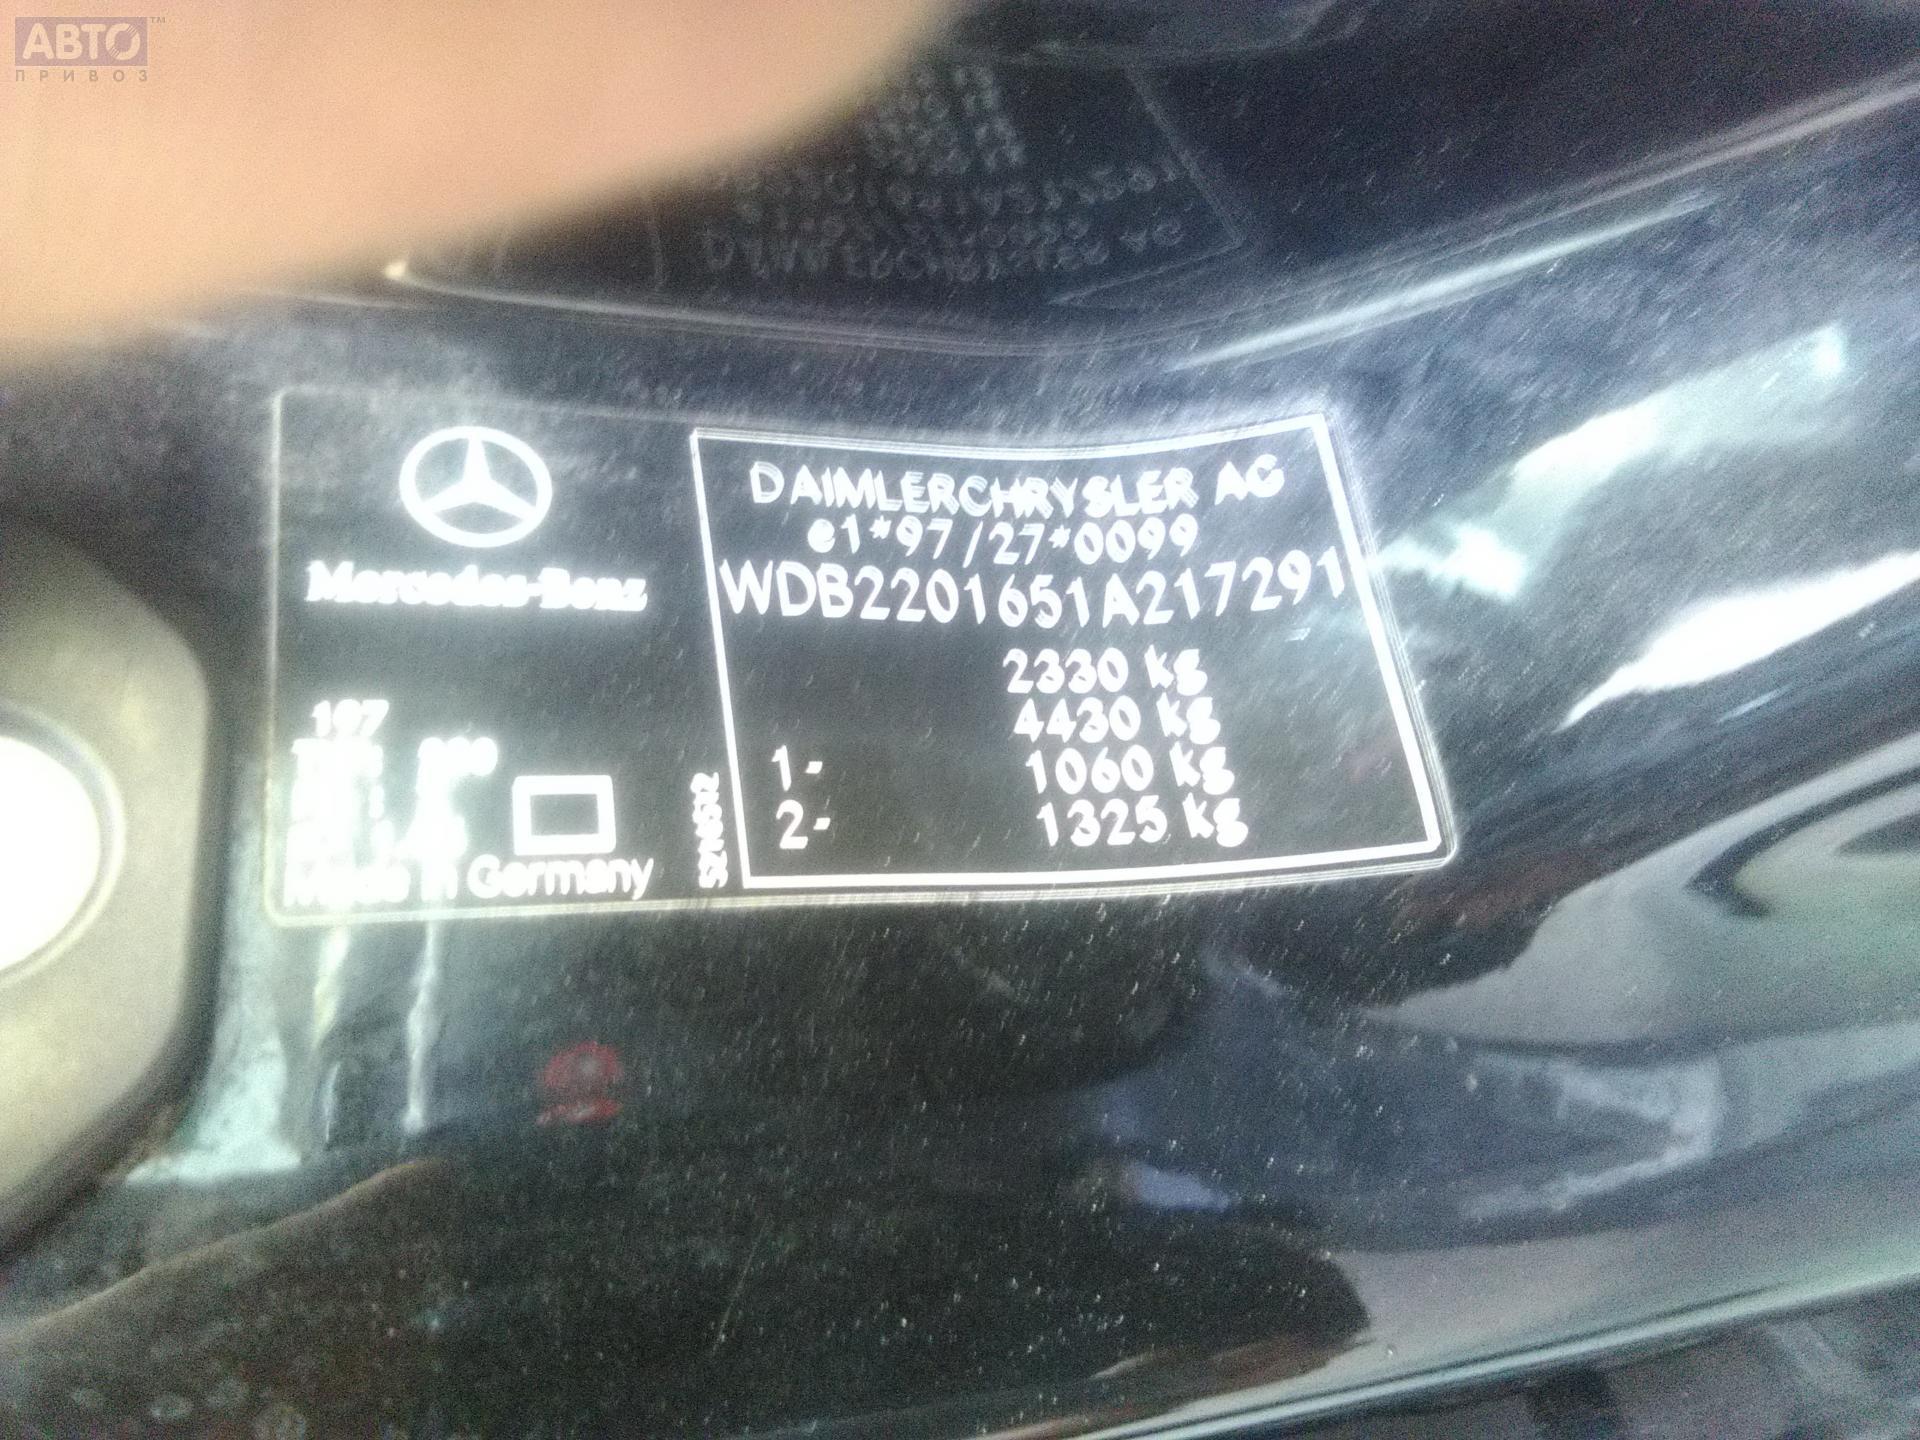 АВТО™
ПРИВОЗ
Mercedes-Benz
197
Made in Germany
DAIMLERCHRYSLER AG
e1*97/27*0099
WDB2201651A217291
2330 kg
4430 kg
1- 1060 kg
2- 1325 kg